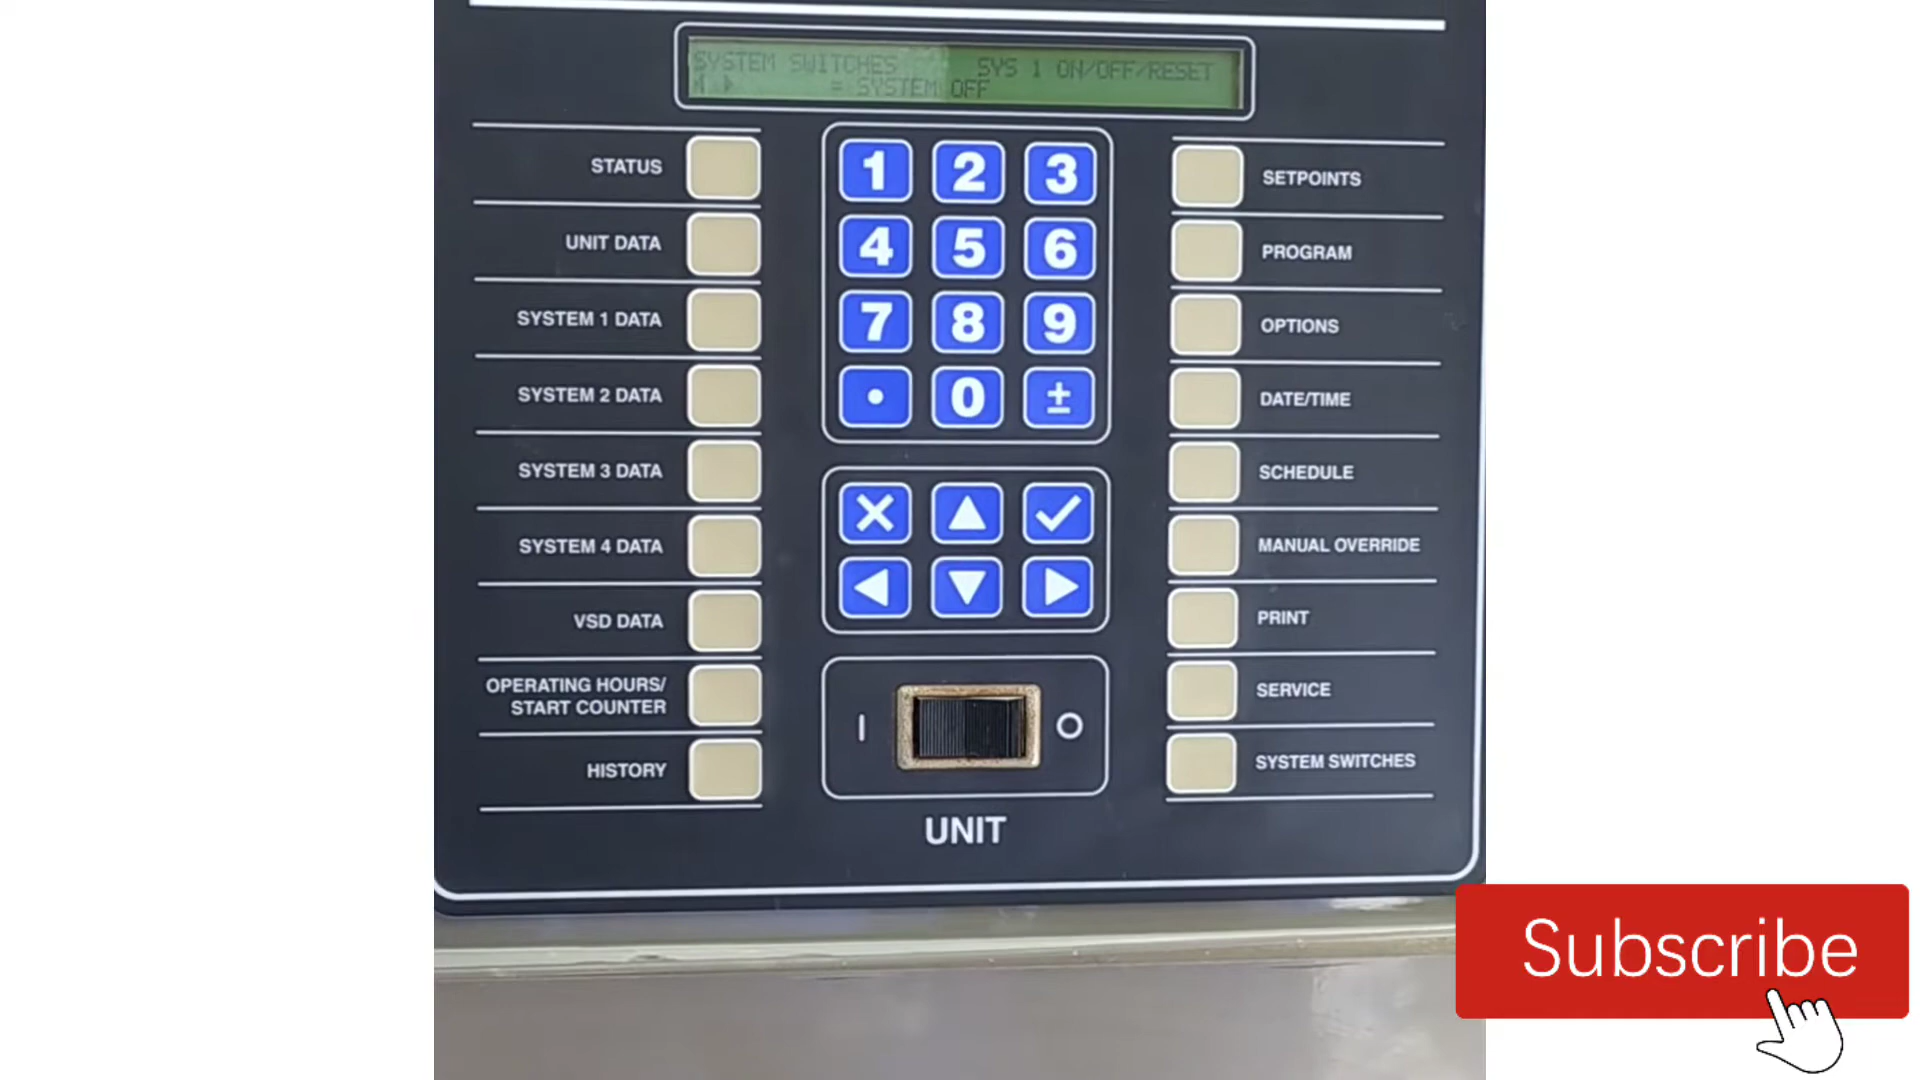 SYSTEM SWITCHES SYS 1 ON/OFF/RESET
◄ ► = SYSTEM OFF
STATUS
UNIT DATA
SYSTEM 1 DATA
SYSTEM 2 DATA
SYSTEM 3 DATA
SYSTEM 4 DATA
VSD DATA
OPERATING HOURS/
START COUNTER
HISTORY
1 2 3
4 5 6
7 8 9
• 0 ±
I O
UNIT
SETPOINTS
PROGRAM
OPTIONS
DATE/TIME
SCHEDULE
MANUAL OVERRIDE
PRINT
SERVICE
SYSTEM SWITCHES
Subscribe